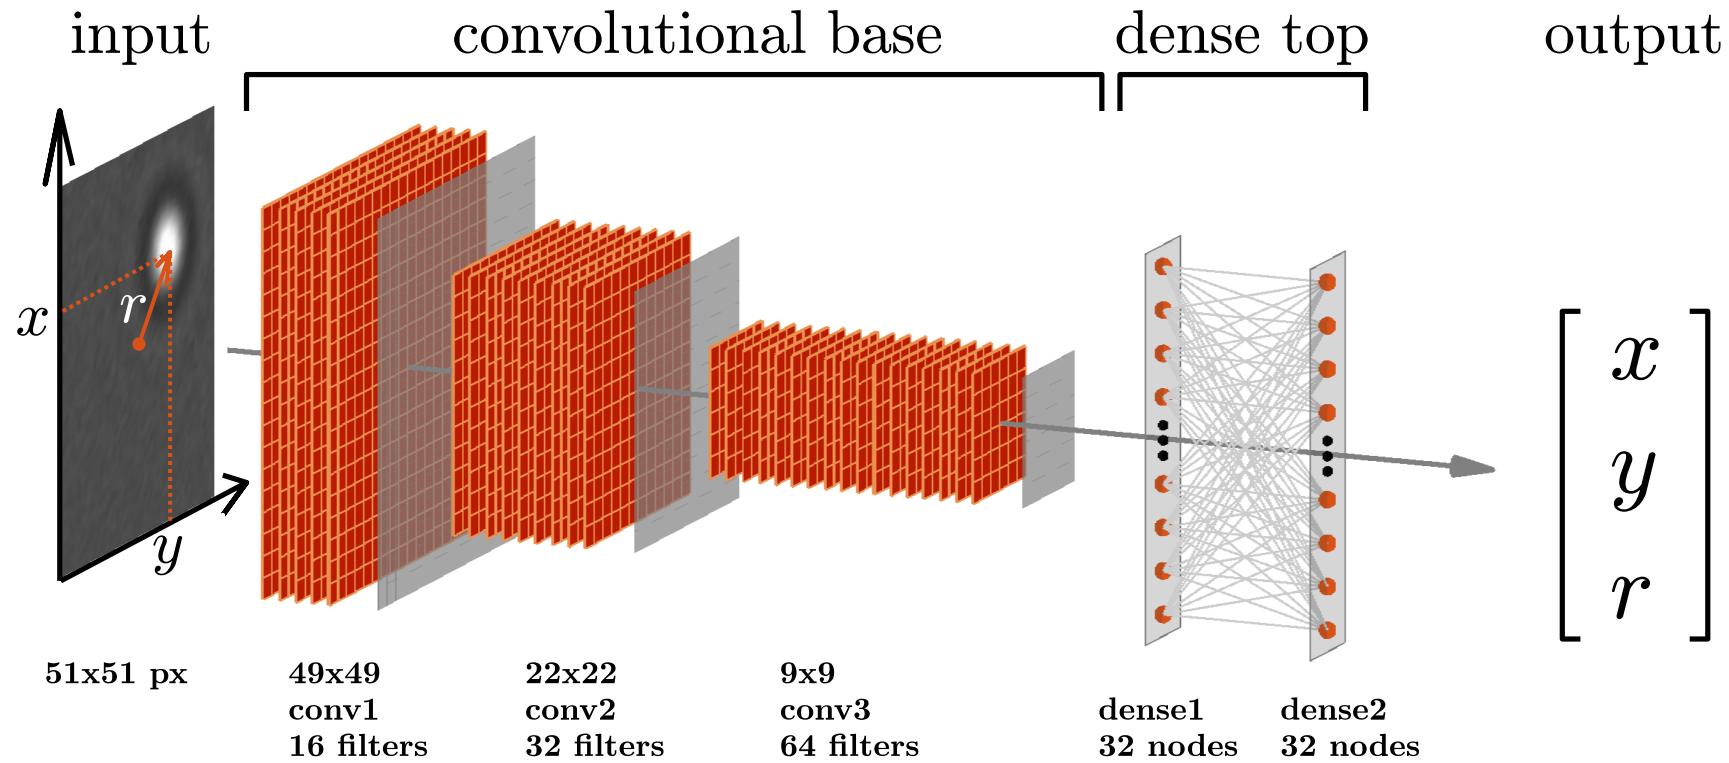 input
convolutional base
dense top
output
x
r
y
x
y
r
51x51 px
49x49
conv1
16 filters
22x22
conv2
32 filters
9x9
conv3
64 filters
dense1
32 nodes
dense2
32 nodes